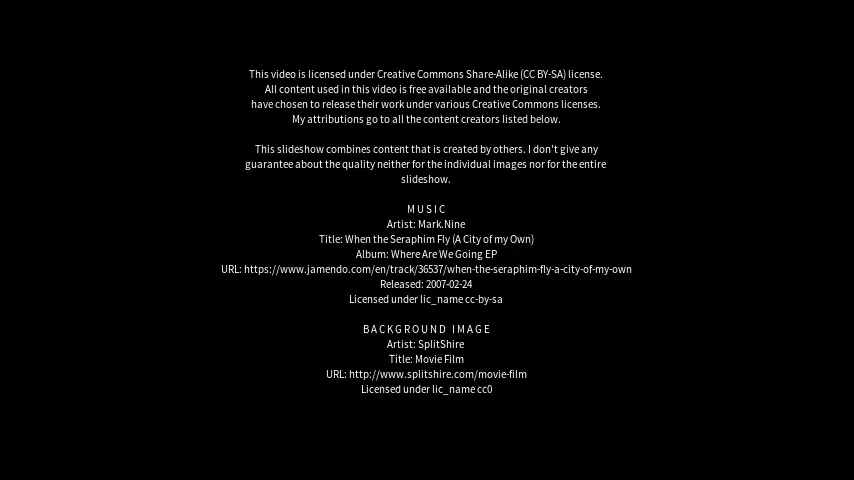 This video is licensed under Creative Commons Share-Alike (CC BY-SA) license.
All content used in this video is free available and the original creators
have chosen to release their work under various Creative Commons licenses.
My attributions go to all the content creators listed below.
This slideshow combines content that is created by others. I don't give any
guarantee about the quality neither for the individual images nor for the entire
slideshow.
MUSIC
Artist: Mark.Nine
Title: When the Seraphim Fly (A City of my Own)
Album: Where Are We Going EP
URL: https://www.jamendo.com/en/track/36537/when-the-seraphim-fly-a-city-of-my-own
Released: 2007-02-24
Licensed under lic_name cc-by-sa
BACKGROUND IMAGE
Artist: SplitShire
Title: Movie Film
URL: http://www.splitshire.com/movie-film
Licensed under lic_name cc0